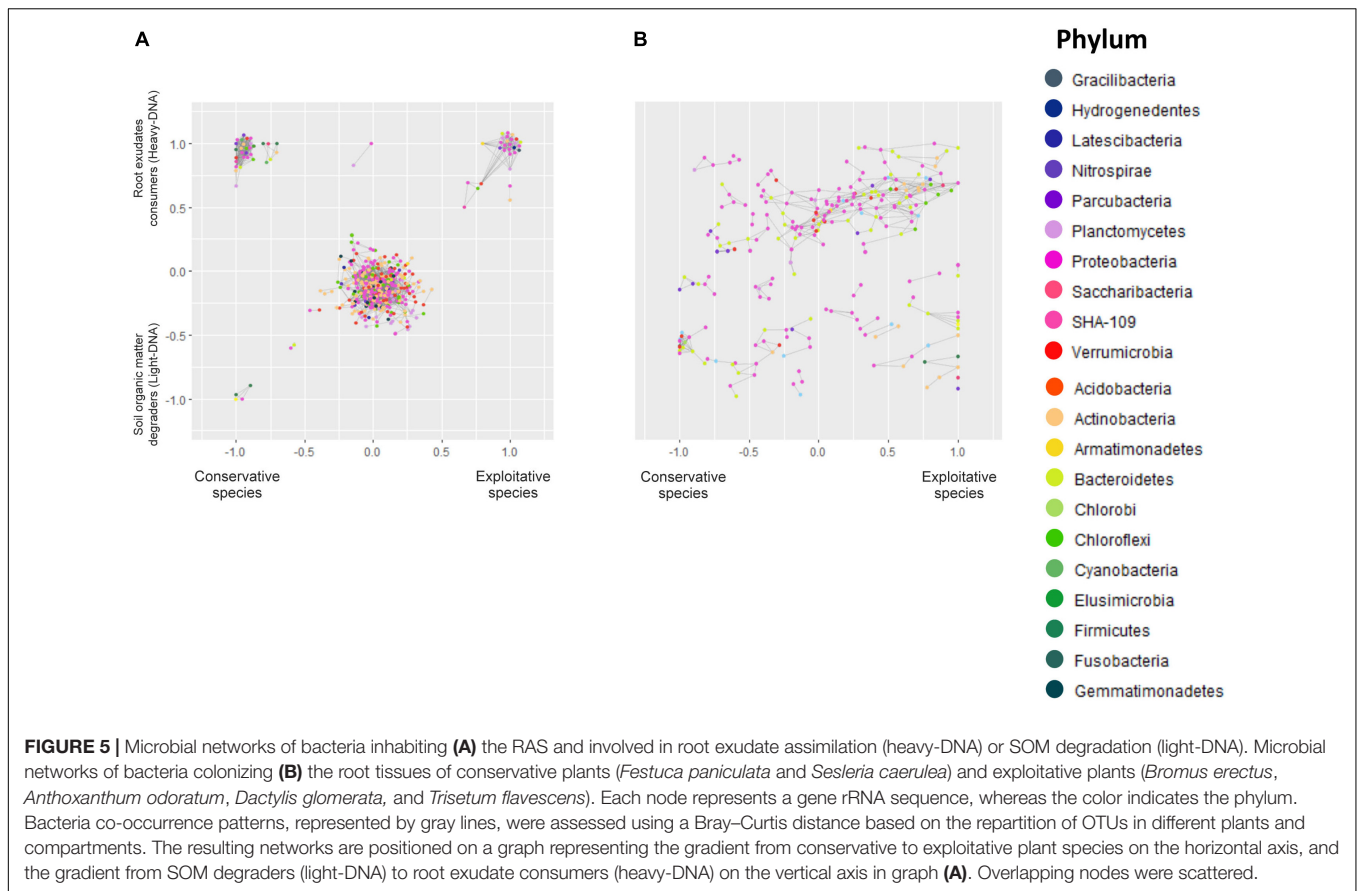 A
B
Root exudates
consumers (Heavy-DNA)
Soil organic matter
degraders (Light-DNA)
1.0
0.5
0.0
-0.5
-1.0
-1.0
-0.5
0.0
0.5
1.0
Conservative
species
Exploitative
species
-1.0
-0.5
0.0
0.5
1.0
Conservative
species
Exploitative
species
Phylum
Gracilibacteria
Hydrogenedentes
Latescibacteria
Nitrospirae
Parcubacteria
Planctomycetes
Proteobacteria
Saccharibacteria
SHA-109
Verrumicrobia
Acidobacteria
Actinobacteria
Armatimonadetes
Bacteroidetes
Chlorobi
Chloroflexi
Cyanobacteria
Elusimicrobia
Firmicutes
Fusobacteria
Gemmatimonadetes
FIGURE 5 | Microbial networks of bacteria inhabiting (A) the RAS and involved in root exudate assimilation (heavy-DNA) or SOM degradation (light-DNA). Microbial
networks of bacteria colonizing (B) the root tissues of conservative plants (Festuca paniculata and Sesleria caerulea) and exploitative plants (Bromus erectus,
Anthoxanthum odoratum, Dactylis glomerata, and Trisetum flavescens). Each node represents a gene rRNA sequence, whereas the color indicates the phylum.
Bacteria co-occurrence patterns, represented by gray lines, were assessed using a Bray–Curtis distance based on the repartition of OTUs in different plants and
compartments. The resulting networks are positioned on a graph representing the gradient from conservative to exploitative plant species on the horizontal axis, and
the gradient from SOM degraders (light-DNA) to root exudate consumers (heavy-DNA) on the vertical axis in graph (A). Overlapping nodes were scattered.